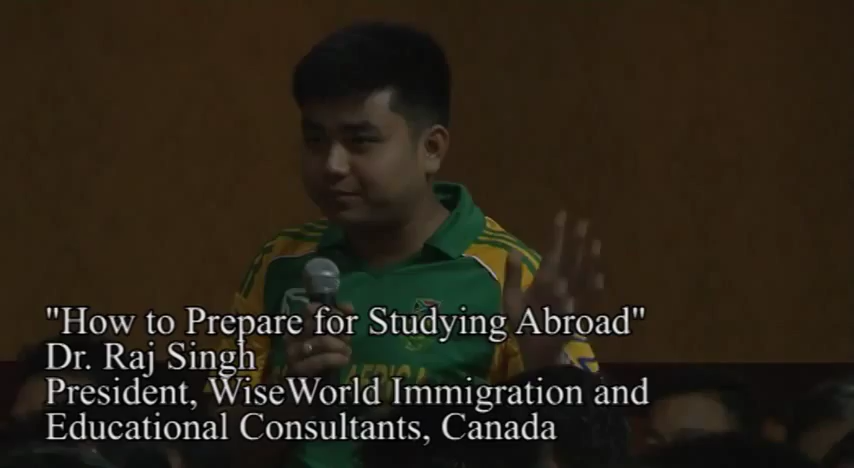 "How to Prepare for Studying Abroad"
Dr. Raj Singh
President, WiseWorld Immigration and
Educational Consultants, Canada